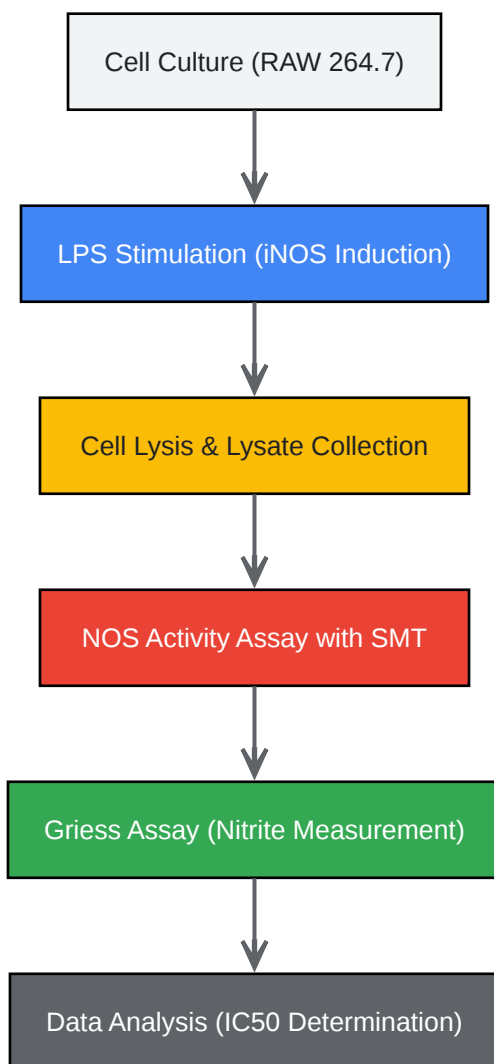 Cell Culture (RAW 264.7)
LPS Stimulation (iNOS Induction)
Cell Lysis & Lysate Collection
NOS Activity Assay with SMT
Griess Assay (Nitrite Measurement)
Data Analysis (IC50 Determination)